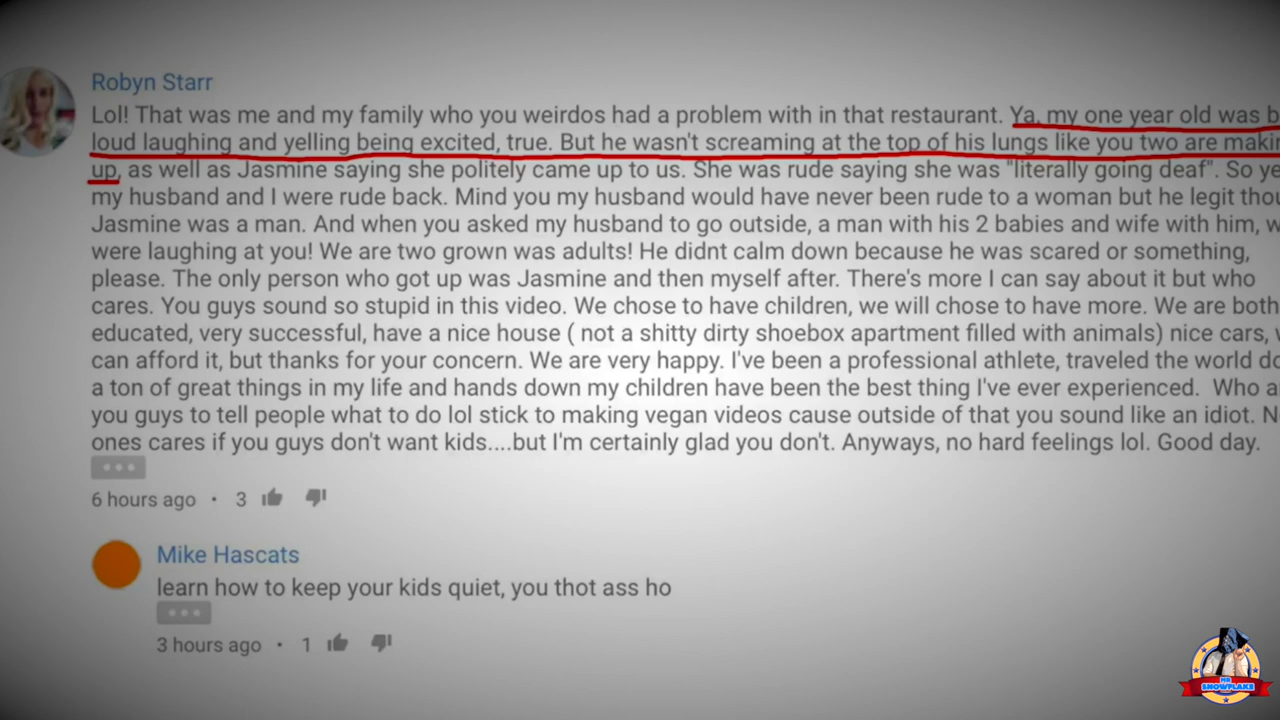 Robyn Starr
Lol! That was me and my family who you weirdos had a problem with in that restaurant. Ya, my one year old was b
loud laughing and yelling being excited, true. But he wasn't screaming at the top of his lungs like you two are makin
up, as well as Jasmine saying she politely came up to us. She was rude saying she was "literally going deaf". So ye
my husband and I were rude back. Mind you my husband would have never been rude to a woman but he legit thou
Jasmine was a man. And when you asked my husband to go outside, a man with his 2 babies and wife with him, w
were laughing at you! We are two grown was adults! He didnt calm down because he was scared or something,
please. The only person who got up was Jasmine and then myself after. There's more I can say about it but who
cares. You guys sound so stupid in this video. We chose to have children, we will chose to have more. We are both
educated, very successful, have a nice house ( not a shitty dirty shoebox apartment filled with animals) nice cars,
can afford it, but thanks for your concern. We are very happy. I've been a professional athlete, traveled the world do
a ton of great things in my life and hands down my children have been the best thing I've ever experienced. Who a
you guys to tell people what to do lol stick to making vegan videos cause outside of that you sound like an idiot. N
ones cares if you guys don't want kids....but I'm certainly glad you don't. Anyways, no hard feelings lol. Good day.
6 hours ago · 3
Mike Hascats
learn how to keep your kids quiet, you thot ass ho
3 hours ago · 1
MR
SNOWFLAKE